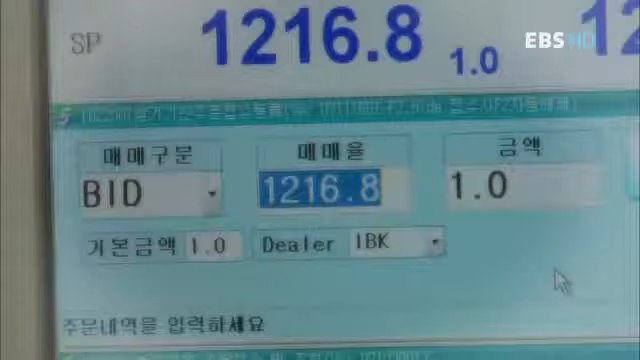 SP 1216.8 1.0
EBS HD
매매구분 매매율 금액
BID 1216.8 1.0
기본금액 1.0 Dealer IBK
주문내역을 입력하세요